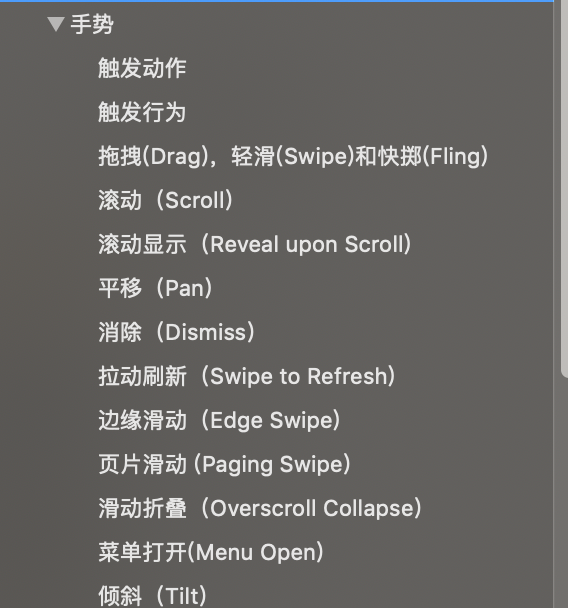 手势
触发动作
触发行为
拖拽(Drag)，轻滑(Swipe)和快掷(Fling)
滚动（Scroll）
滚动显示（Reveal upon Scroll）
平移（Pan）
消除（Dismiss）
拉动刷新（Swipe to Refresh）
边缘滑动（Edge Swipe）
页片滑动 (Paging Swipe）
滑动折叠（Overscroll Collapse）
菜单打开(Menu Open)
倾斜（Tilt）